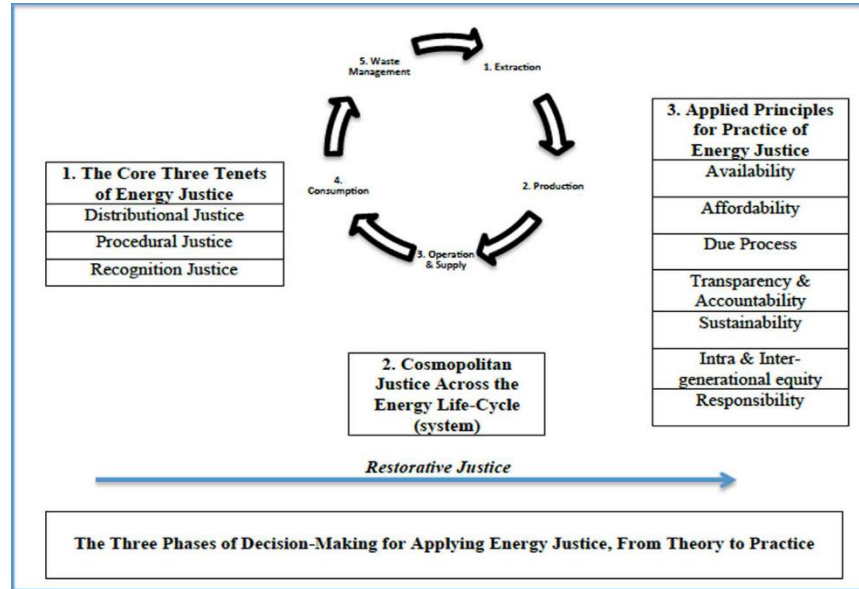 5. Waste
Management
1. Extraction
2. Production
3. Operation
& Supply
4.
Consumption
1. The Core Three Tenets
of Energy Justice
Distributional Justice
Procedural Justice
Recognition Justice
2. Cosmopolitan
Justice Across the
Energy Life-Cycle
(system)
3. Applied Principles
for Practice of
Energy Justice
Availability
Affordability
Due Process
Transparency &
Accountability
Sustainability
Intra & Inter-
generational equity
Responsibility
Restorative Justice
The Three Phases of Decision-Making for Applying Energy Justice, From Theory to Practice